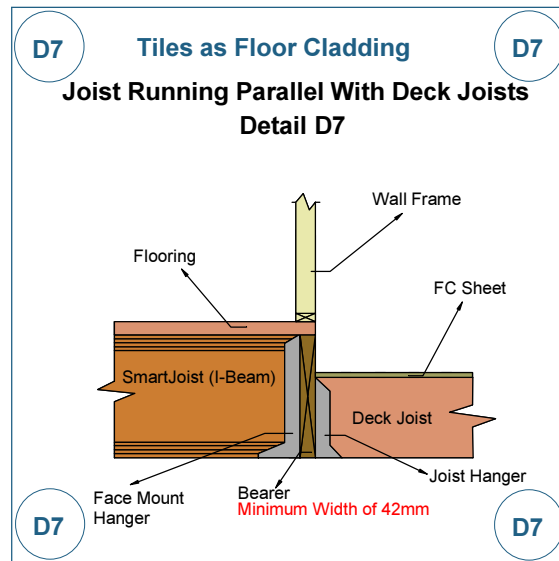 D7
Tiles as Floor Cladding
D7
Joist Running Parallel With Deck Joists
Detail D7
Wall Frame
Flooring
FC Sheet
SmartJoist (I-Beam)
Deck Joist
Joist Hanger
Face Mount
Hanger
Bearer
Minimum Width of 42mm
D7
D7